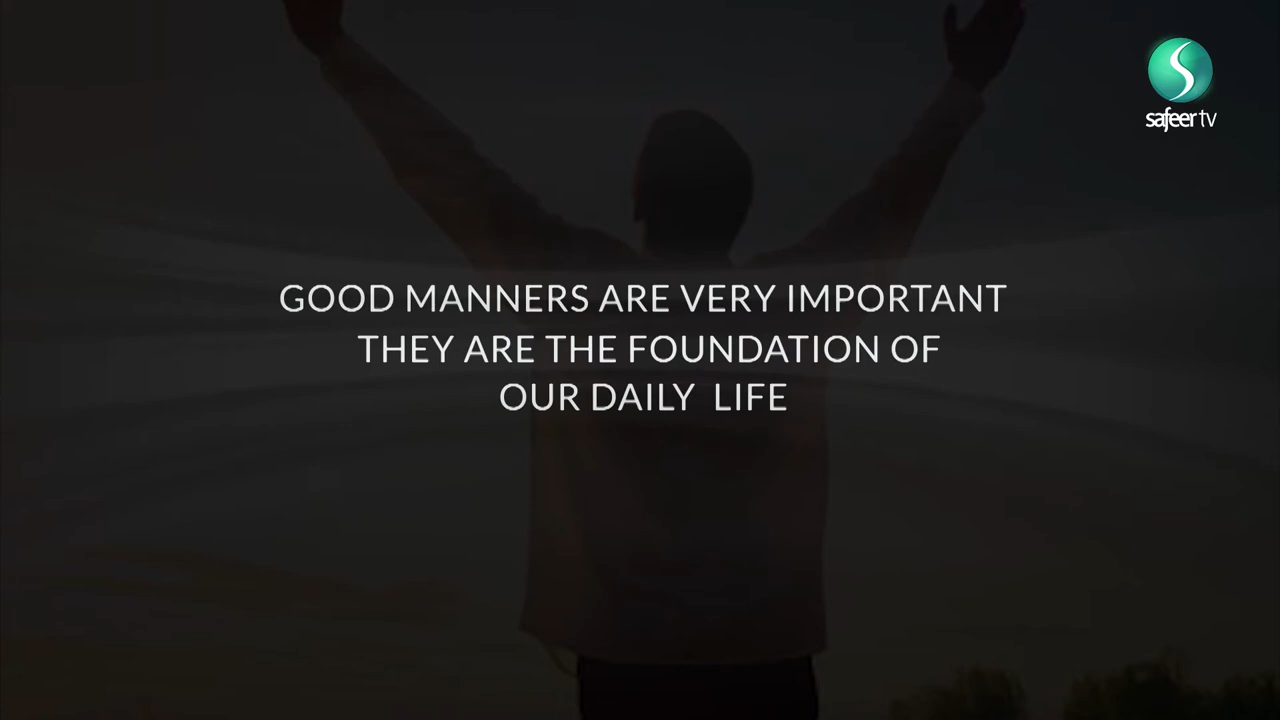 safeer tv
GOOD MANNERS ARE VERY IMPORTANT
THEY ARE THE FOUNDATION OF
OUR DAILY LIFE